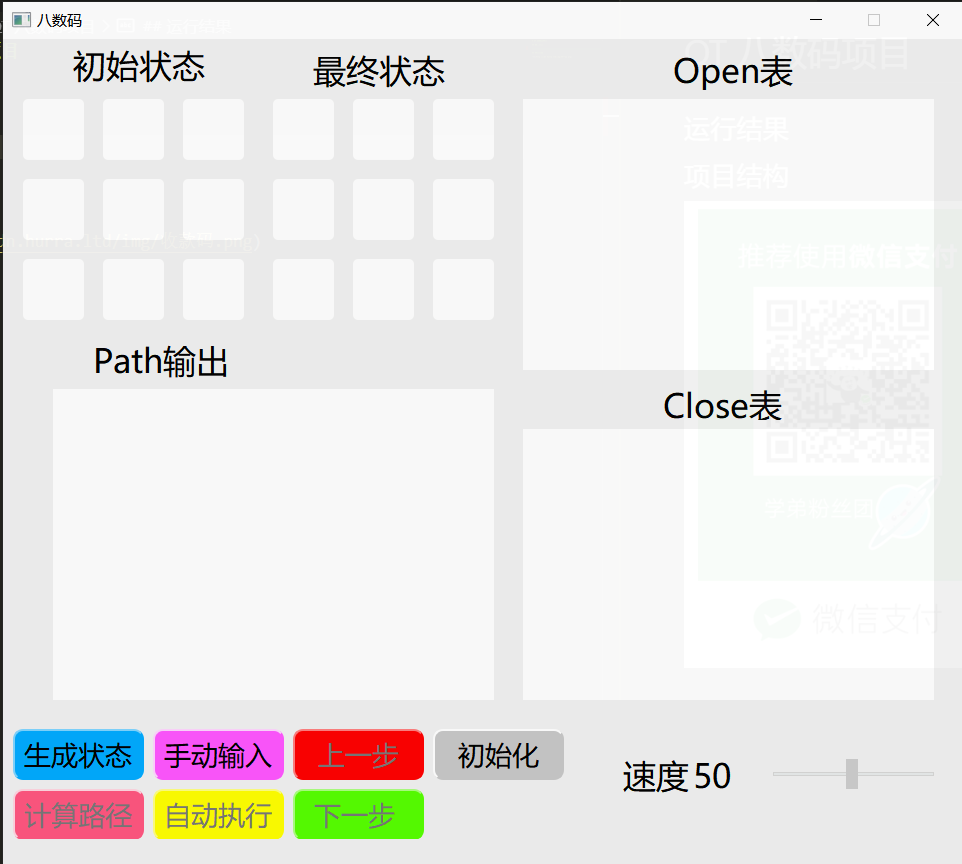 八数码
初始状态
最终状态
Open表
QT 八数码项目
运行结果
项目结构
推荐使用微信支付
Path输出
Close表
学弟粉丝团
微信支付
生成状态
手动输入
上一步
初始化
速度 50
计算路径
自动执行
下一步